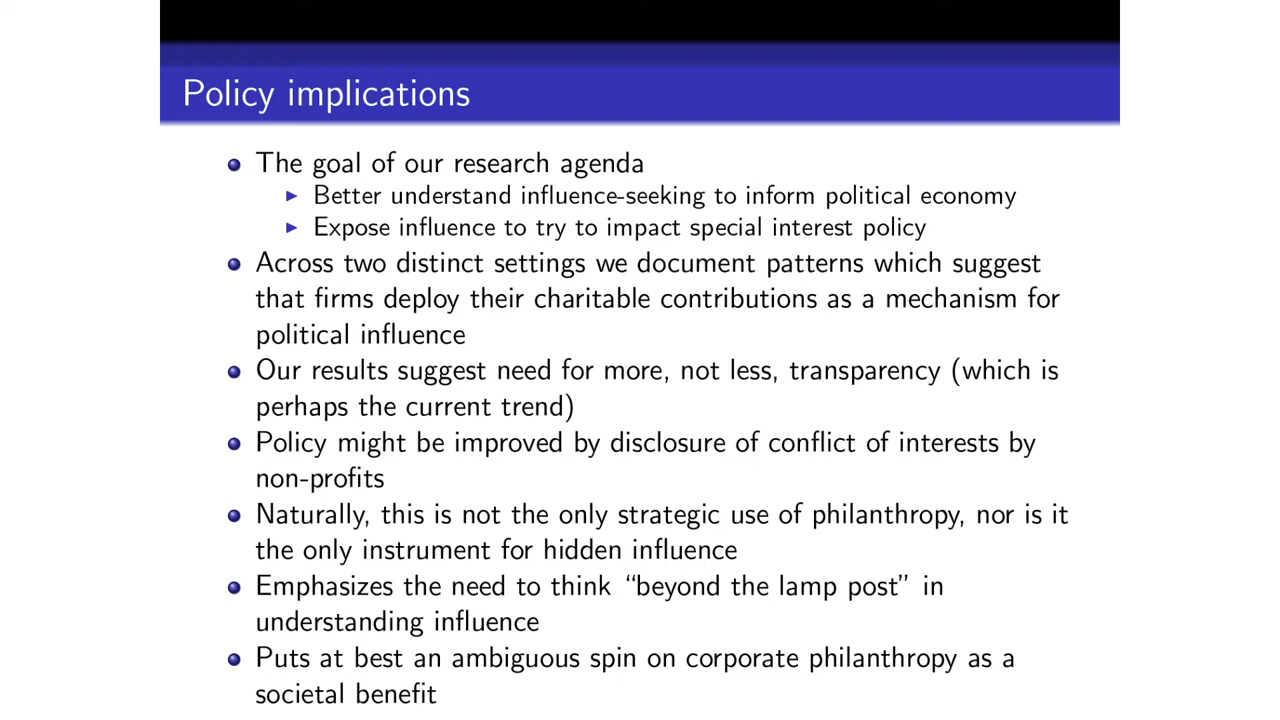 Policy implications
The goal of our research agenda
Better understand influence-seeking to inform political economy
Expose influence to try to impact special interest policy
Across two distinct settings we document patterns which suggest
that firms deploy their charitable contributions as a mechanism for
political influence
Our results suggest need for more, not less, transparency (which is
perhaps the current trend)
Policy might be improved by disclosure of conflict of interests by
non-profits
Naturally, this is not the only strategic use of philanthropy, nor is it
the only instrument for hidden influence
Emphasizes the need to think “beyond the lamp post” in
understanding influence
Puts at best an ambiguous spin on corporate philanthropy as a
societal benefit